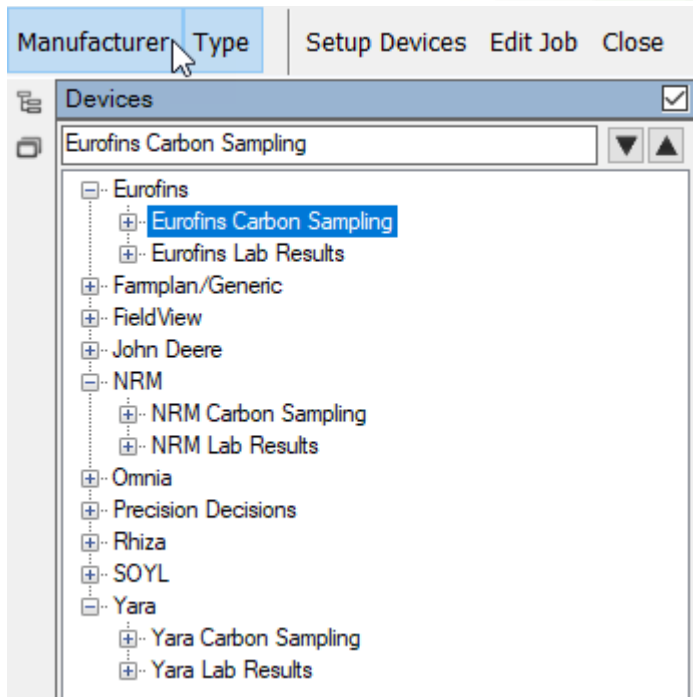 Manufacturer Type Setup Devices Edit Job Close
Devices
Eurofins Carbon Sampling
Eurofins
Eurofins Carbon Sampling
Eurofins Lab Results
Farmplan/Generic
FieldView
John Deere
NRM
NRM Carbon Sampling
NRM Lab Results
Omnia
Precision Decisions
Rhiza
SOYL
Yara
Yara Carbon Sampling
Yara Lab Results